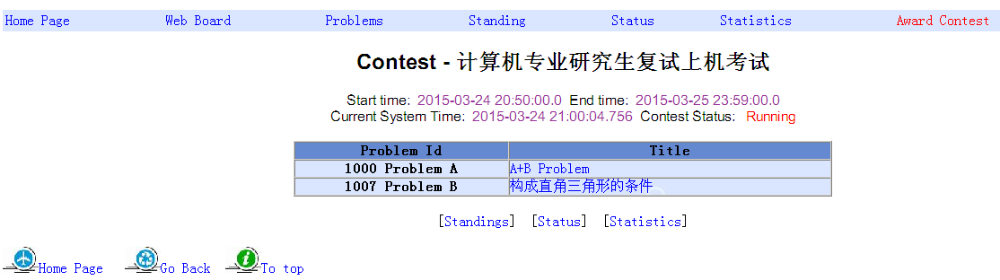 Home Page Web Board Problems Standing Status Statistics Award Contest
Contest - 计算机专业研究生复试上机考试
Start time: 2015-03-24 20:50:00.0 End time: 2015-03-25 23:59:00.0
Current System Time: 2015-03-24 21:00:04.756 Contest Status: Running
Problem Id Title
1000 Problem A A+B Problem
1007 Problem B 构成直角三角形的条件
[Standings] [Status] [Statistics]
Home Page Go Back To top